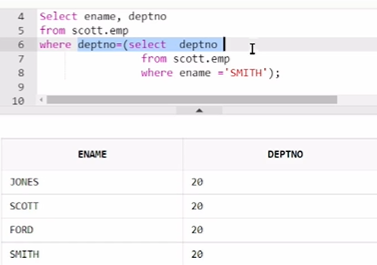 4 Select ename, deptno
5 from scott.emp
6 where deptno=(select deptno
7 from scott.emp
8 where ename ='SMITH');
9
10
ENAME DEPTNO
JONES 20
SCOTT 20
FORD 20
SMITH 20